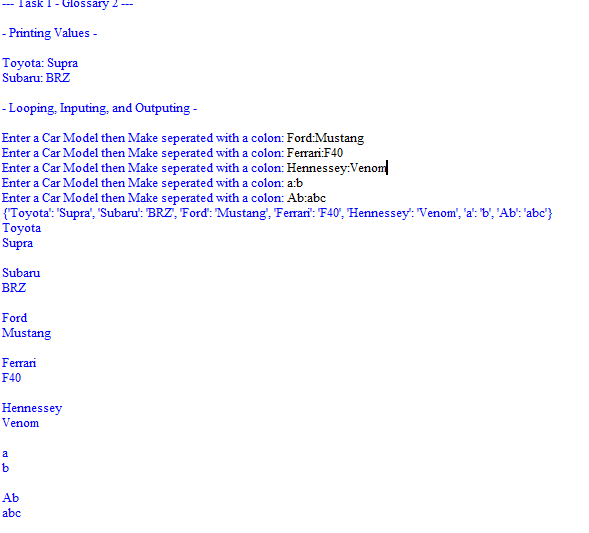 --- Task 1 - Glossary 2 ---
- Printing Values -
Toyota: Supra
Subaru: BRZ
- Looping, Inputing, and Outputing -
Enter a Car Model then Make seperated with a colon: Ford:Mustang
Enter a Car Model then Make seperated with a colon: Ferrari:F40
Enter a Car Model then Make seperated with a colon: Hennessey:Venom
Enter a Car Model then Make seperated with a colon: a:b
Enter a Car Model then Make seperated with a colon: Ab:abc
{'Toyota': 'Supra', 'Subaru': 'BRZ', 'Ford': 'Mustang', 'Ferrari': 'F40', 'Hennessey': 'Venom', 'a': 'b', 'Ab': 'abc'}
Toyota
Supra
Subaru
BRZ
Ford
Mustang
Ferrari
F40
Hennessey
Venom
a
b
Ab
abc